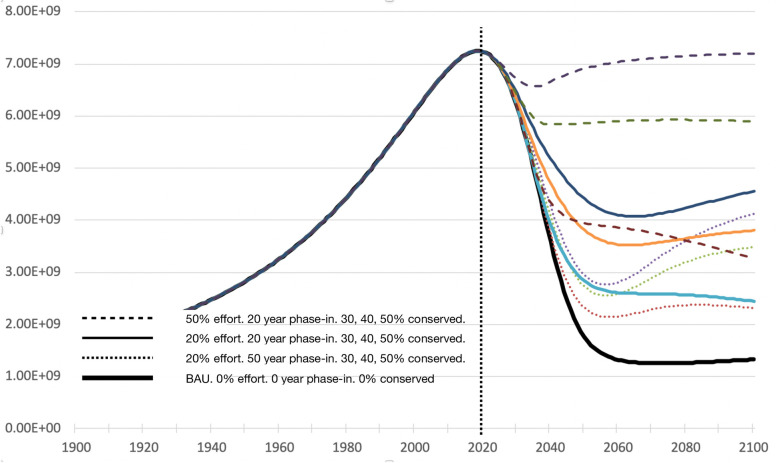 8.00E+09
7.00E+09
6.00E+09
5.00E+09
4.00E+09
3.00E+09
2.00E+09
1.00E+09
0.00E+00
50% effort. 20 year phase-in. 30, 40, 50% conserved.
20% effort. 20 year phase-in. 30, 40, 50% conserved.
20% effort. 50 year phase-in. 30, 40, 50% conserved.
BAU. 0% effort. 0 year phase-in. 0% conserved
1900 1920 1940 1960 1980 2000 2020 2040 2060 2080 2100